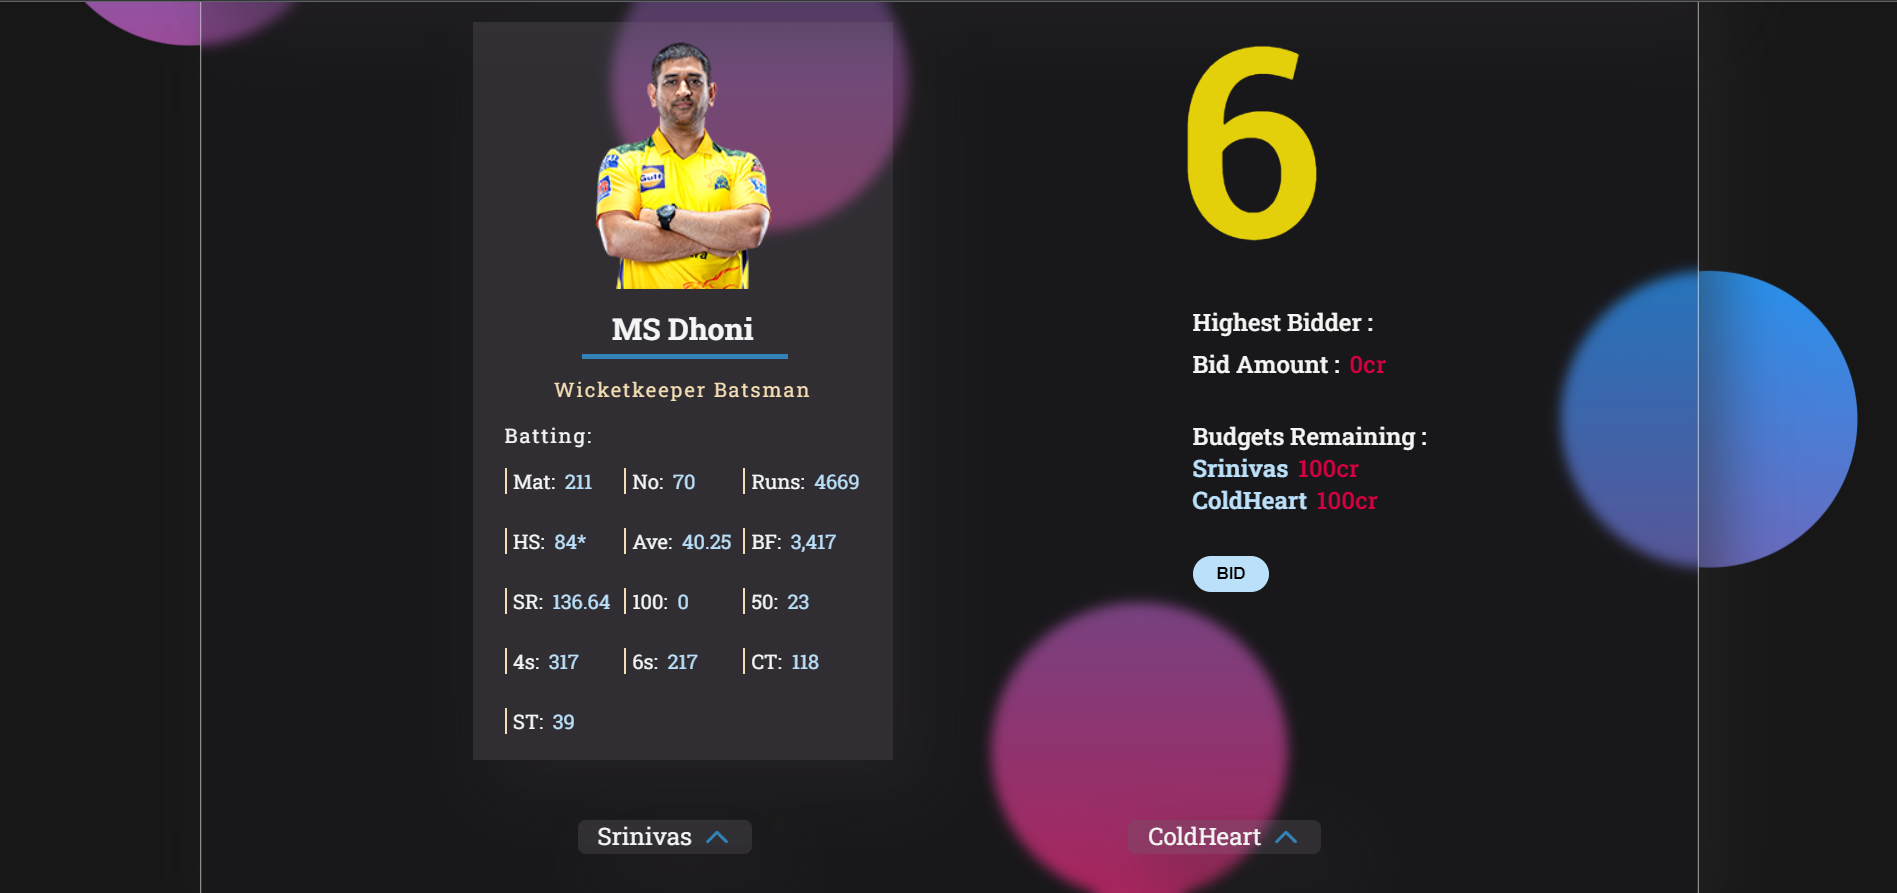 6
Gulf
MS Dhoni
Wicketkeeper Batsman
Batting:
Mat: 211 No: 70 Runs: 4669
HS: 84* Ave: 40.25 BF: 3,417
SR: 136.64 100: 0 50: 23
4s: 317 6s: 217 CT: 118
ST: 39
Highest Bidder :
Bid Amount : 0cr
Budgets Remaining :
Srinivas 100cr
ColdHeart 100cr
BID
Srinivas
ColdHeart